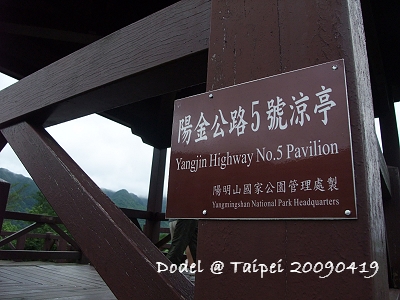 陽金公路5號涼亭
Yangjin Highway No.5 Pavilion
陽明山國家公園管理處製
Yangmingshan National Park Headquarters
Dodel @ Taipei 20090419